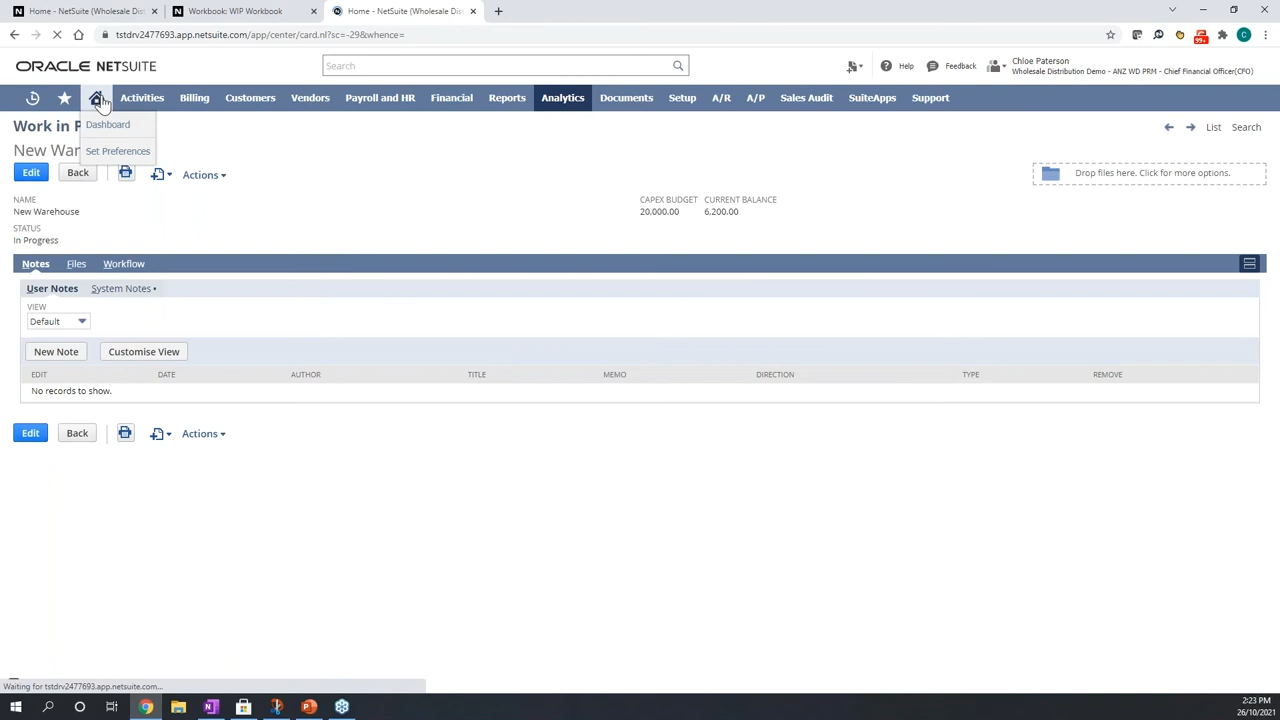 Home - NetSuite (Wholesale Dist
Workbook: WIP Workbook
Home - NetSuite (Wholesale Dist
tstdrv2477693.app.netsuite.com/app/center/card.nl?sc=-29&whence=
99+
C
ORACLE NETSUITE
Search
Help
Feedback
Chloe Paterson
Wholesale Distribution Demo - ANZ WD PRM - Chief Financial Officer(CFO)
Activities
Billing
Customers
Vendors
Payroll and HR
Financial
Reports
Analytics
Documents
Setup
A/R
A/P
Sales Audit
SuiteApps
Support
Dashboard
Set Preferences
Work in P
List
Search
New War
Edit
Back
Actions
Drop files here. Click for more options.
NAME
New Warehouse
CAPEX BUDGET
20,000.00
CURRENT BALANCE
6,200.00
STATUS
In Progress
Notes
Files
Workflow
User Notes
System Notes •
VIEW
Default
New Note
Customise View
EDIT
DATE
AUTHOR
TITLE
MEMO
DIRECTION
TYPE
REMOVE
No records to show.
Edit
Back
Actions
Waiting for tstdrv2477693.app.netsuite.com...
2:23 PM
26/10/2021